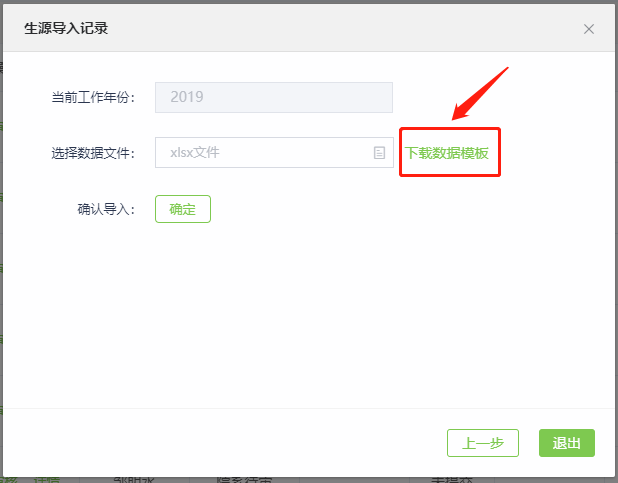 生源导入记录
当前工作年份： 2019
选择数据文件： xlsx文件 下载数据模板
确认导入： 确定
上一步 退出
详情